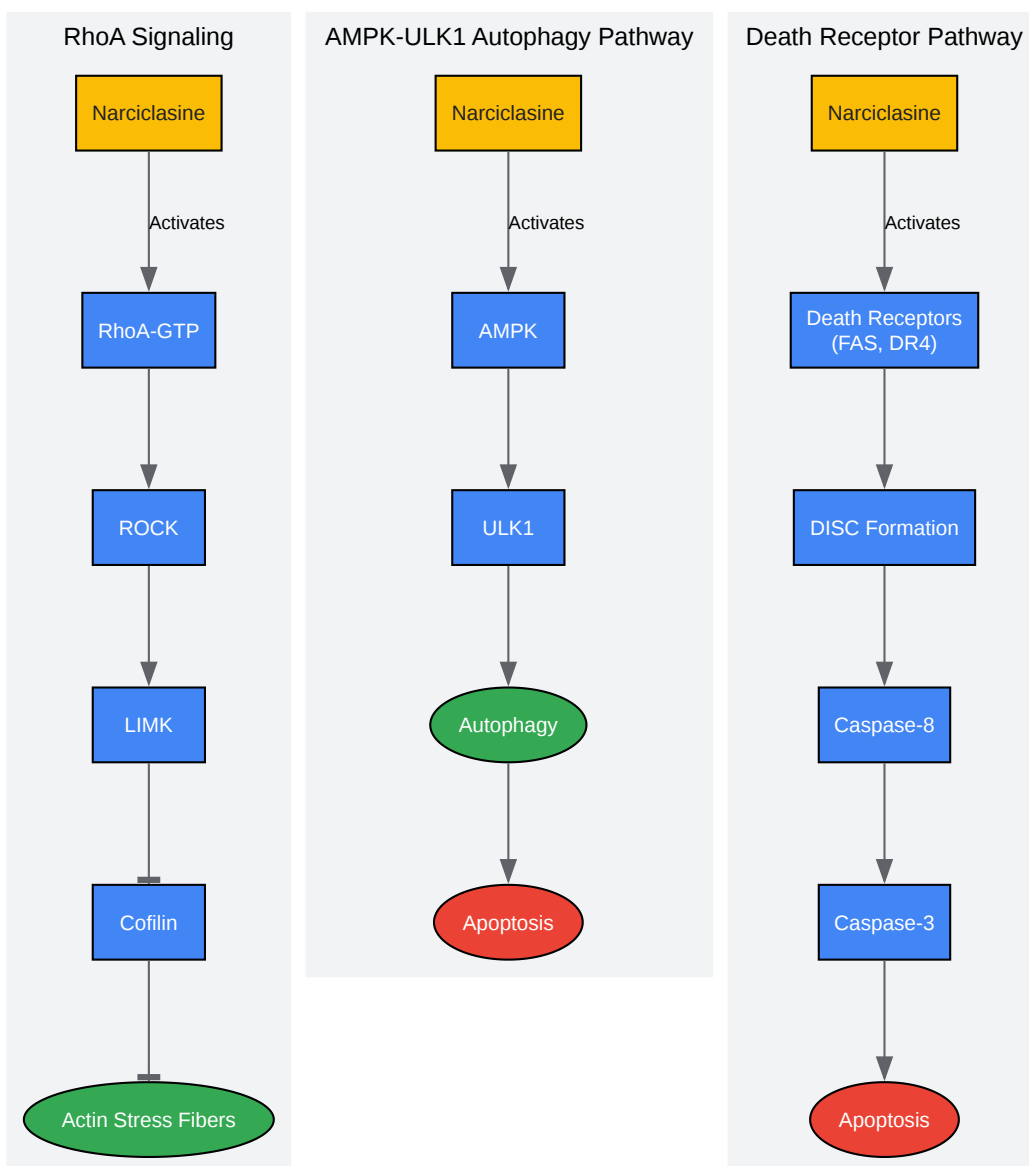 RhoA Signaling
Narciclasine
Activates
RhoA-GTP
ROCK
LIMK
Cofilin
Actin Stress Fibers
AMPK-ULK1 Autophagy Pathway
Narciclasine
Activates
AMPK
ULK1
Autophagy
Apoptosis
Death Receptor Pathway
Narciclasine
Activates
Death Receptors
(FAS, DR4)
DISC Formation
Caspase-8
Caspase-3
Apoptosis